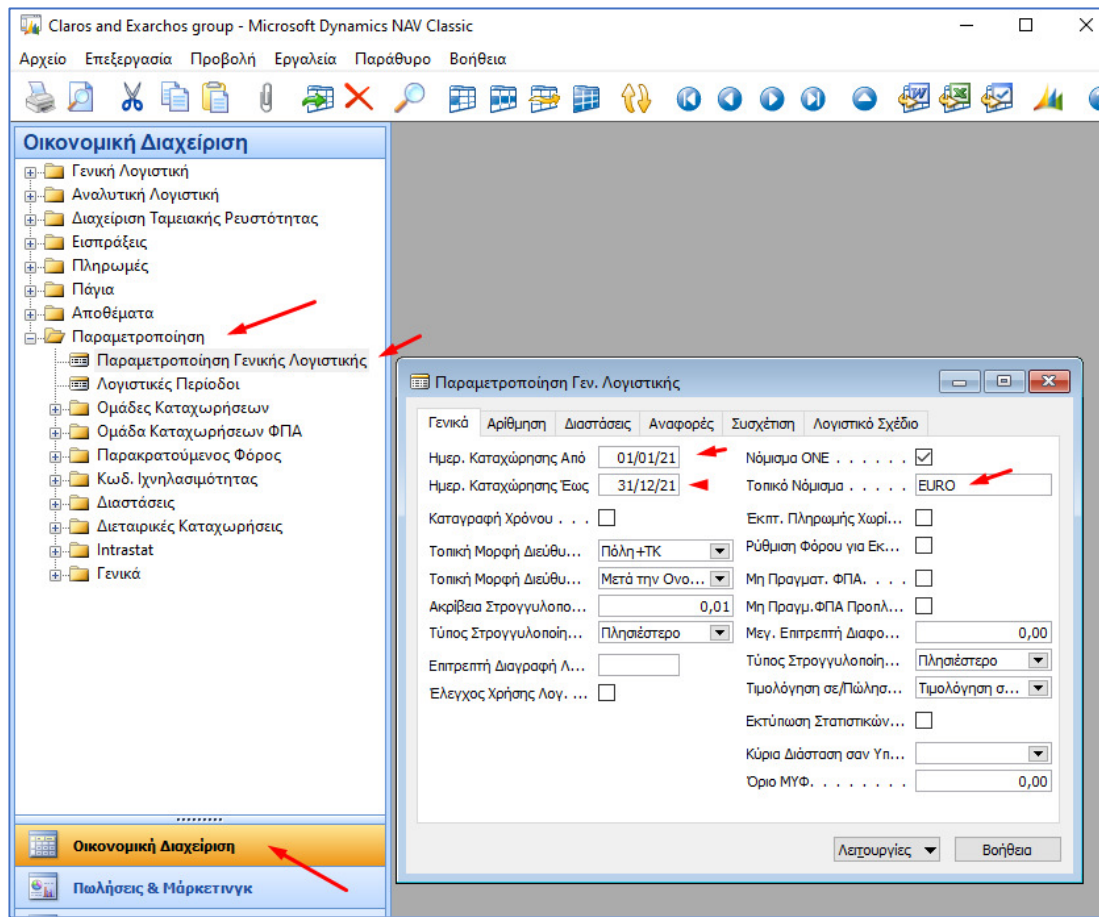 Claros and Exarchos group - Microsoft Dynamics NAV Classic
Αρχείο Επεξεργασία Προβολή Εργαλεία Παράθυρο Βοήθεια
Οικονομική Διαχείριση
Γενική Λογιστική
Αναλυτική Λογιστική
Διαχείριση Ταμειακής Ρευστότητας
Εισπράξεις
Πληρωμές
Πάγια
Αποθέματα
Παραμετροποίηση
Παραμετροποίηση Γενικής Λογιστικής
Λογιστικές Περίοδοι
Ομάδες Καταχωρήσεων
Ομάδα Καταχωρήσεων ΦΠΑ
Παρακρατούμενος Φόρος
Κωδ. Ιχνηλασιμότητας
Διαστάσεις
Διεταιρικές Καταχωρήσεις
Intrastat
Γενικά
Οικονομική Διαχείριση
Πωλήσεις & Μάρκετινγκ
Παραμετροποίηση Γεν. Λογιστικής
Γενικά Αρίθμηση Διαστάσεις Αναφορές Συσχέτιση Λογιστικό Σχέδιο
Ημερ. Καταχώρησης Από 01/01/21
Ημερ. Καταχώρησης Έως 31/12/21
Καταγραφή Χρόνου . . .
Τοπική Μορφή Διεύθυ... Πόλη+ΤΚ
Τοπική Μορφή Διεύθυ... Μετά την Ονο...
Ακρίβεια Στρογγυλοπο... 0,01
Τύπος Στρογγυλοποίη... Πλησιέστερο
Επιτρεπτή Διαγραφή Λ...
Έλεγχος Χρήσης Λογ. ...
Νόμισμα ONE . . . . . .
Τοπικό Νόμισμα . . . . . EURO
Έκπτ. Πληρωμής Χωρί...
Ρύθμιση Φόρου για Εκ...
Μη Πραγματ. ΦΠΑ. . . .
Μη Πραγμ.ΦΠΑ Προπλ...
Μεγ. Επιτρεπτή Διαφο... 0,00
Τύπος Στρογγυλοποίη... Πλησιέστερο
Τιμολόγηση σε/Πώλησ... Τιμολόγηση σ...
Εκτύπωση Στατιστικών...
Κύρια Διάσταση σαν Υπ...
Όριο ΜΥΦ. . . . . . . . 0,00
Λειτουργίες Βοήθεια